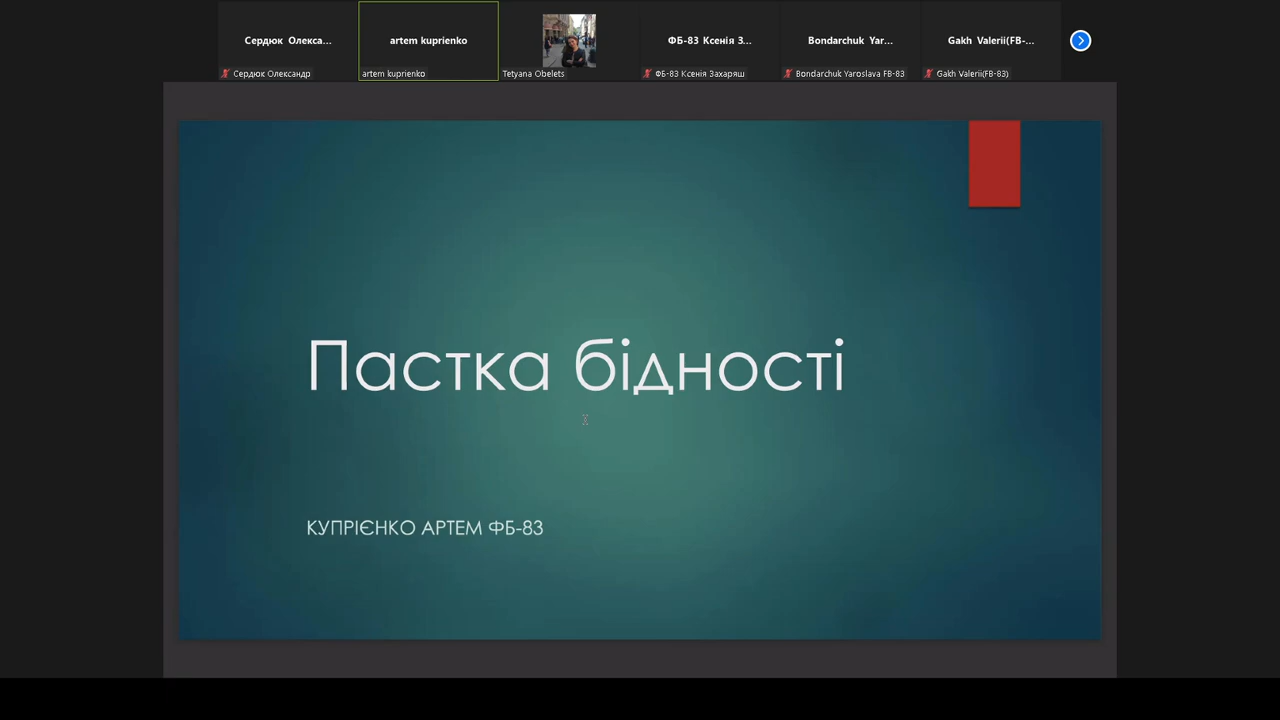 Сердюк Олекса...
artem kuprienko
ФБ-83 Ксенія З...
Bondarchuk Yar...
Gakh Valerii(FB-...
Сердюк Олександр
artem kuprienko
Tetyana Obelets
ФБ-83 Ксенія Захаряш
Bondarchuk Yaroslava FB-83
Gakh Valerii(FB-83)
Пастка бідності
КУПРІЄНКО АРТЕМ ФБ-83